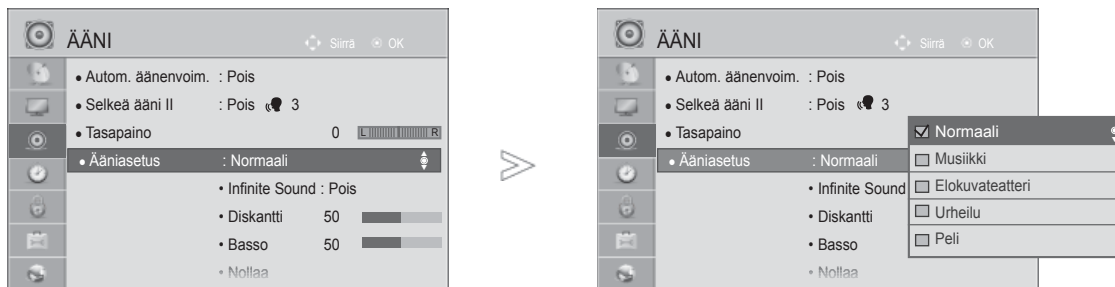 ÄÄNI
Siirrä OK
• Autom. äänenvoim. : Pois
• Selkeä ääni II : Pois 3
• Tasapaino 0 L R
• Ääniasetus : Normaali
• Infinite Sound : Pois
• Diskantti 50
• Basso 50
• Nollaa
ÄÄNI
Siirrä OK
• Autom. äänenvoim. : Pois
• Selkeä ääni II : Pois 3
• Tasapaino
• Ääniasetus : Normaali
• Infinite Sound
• Diskantti
• Basso
• Nollaa
Normaali
Musiikki
Elokuvateatteri
Urheilu
Peli